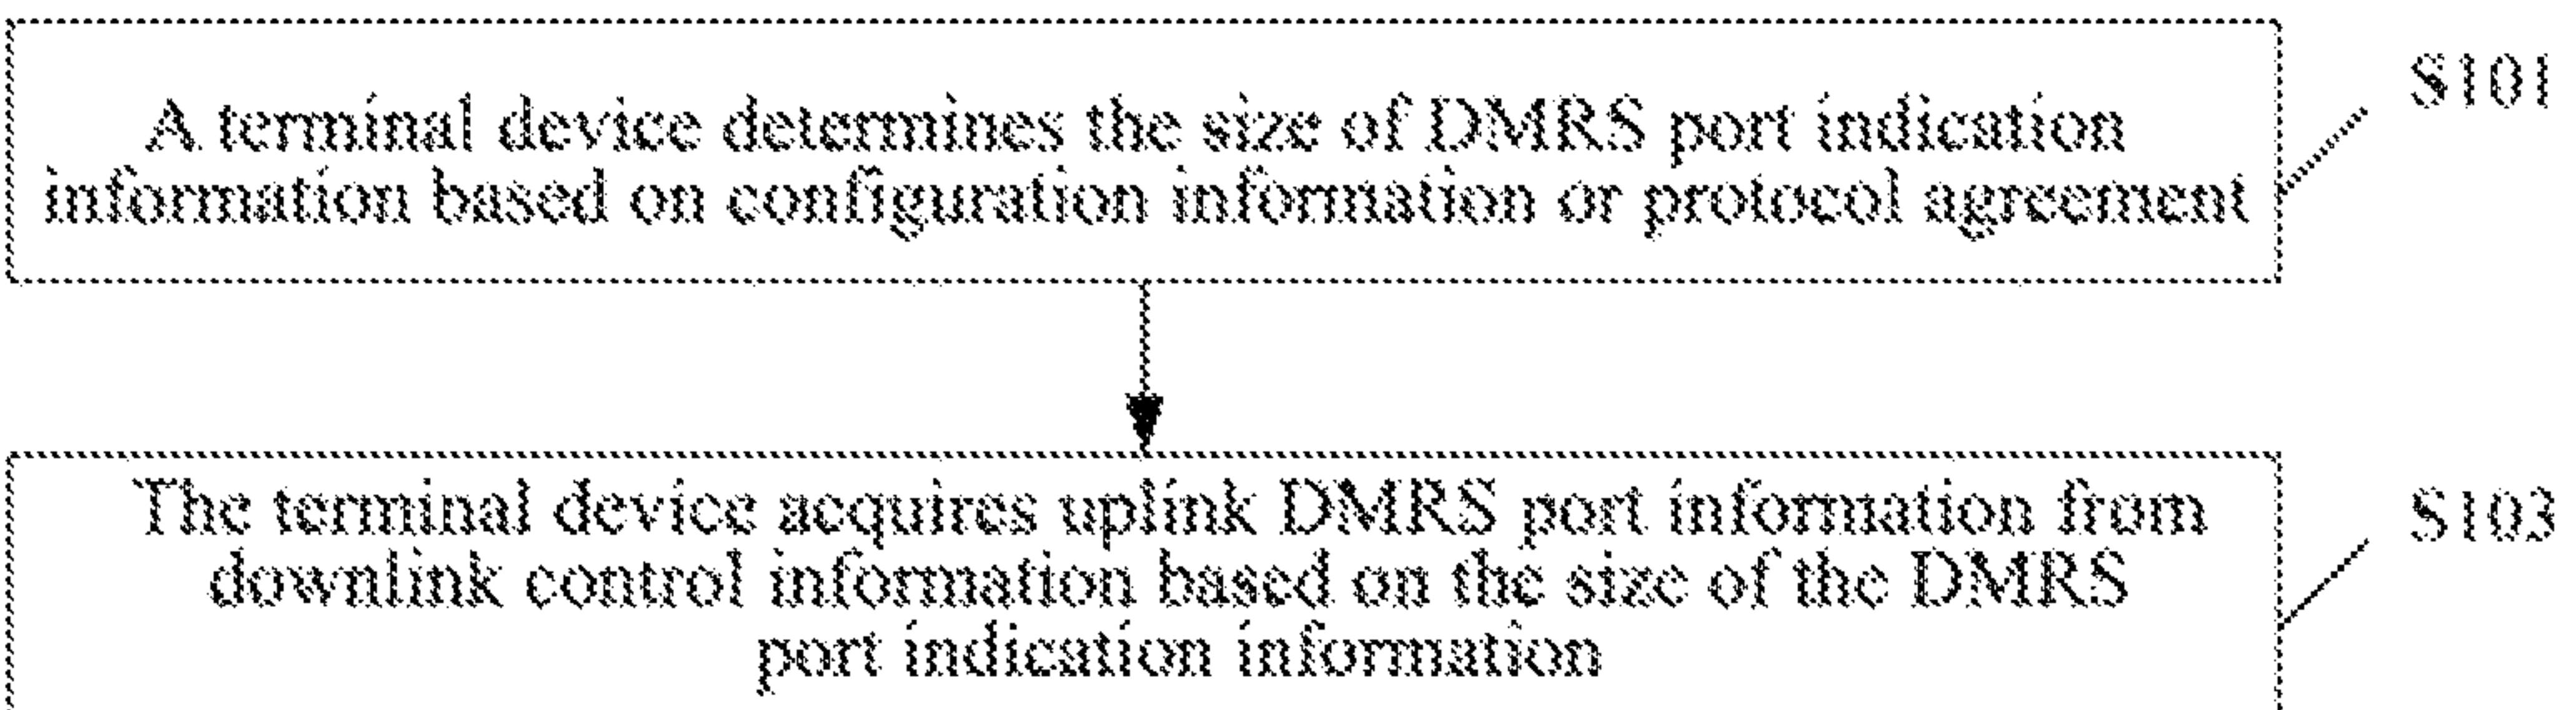 S101
A terminal device determines the size of DMRS port indication
information based on configuration information or protocol agreement
S103
The terminal device acquires uplink DMRS port information from
downlink control information based on the size of the DMRS
port indication information